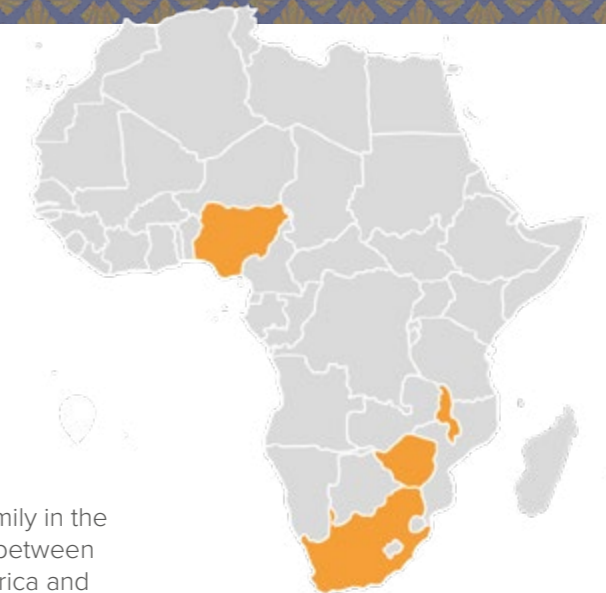 mily in the
between
rica and